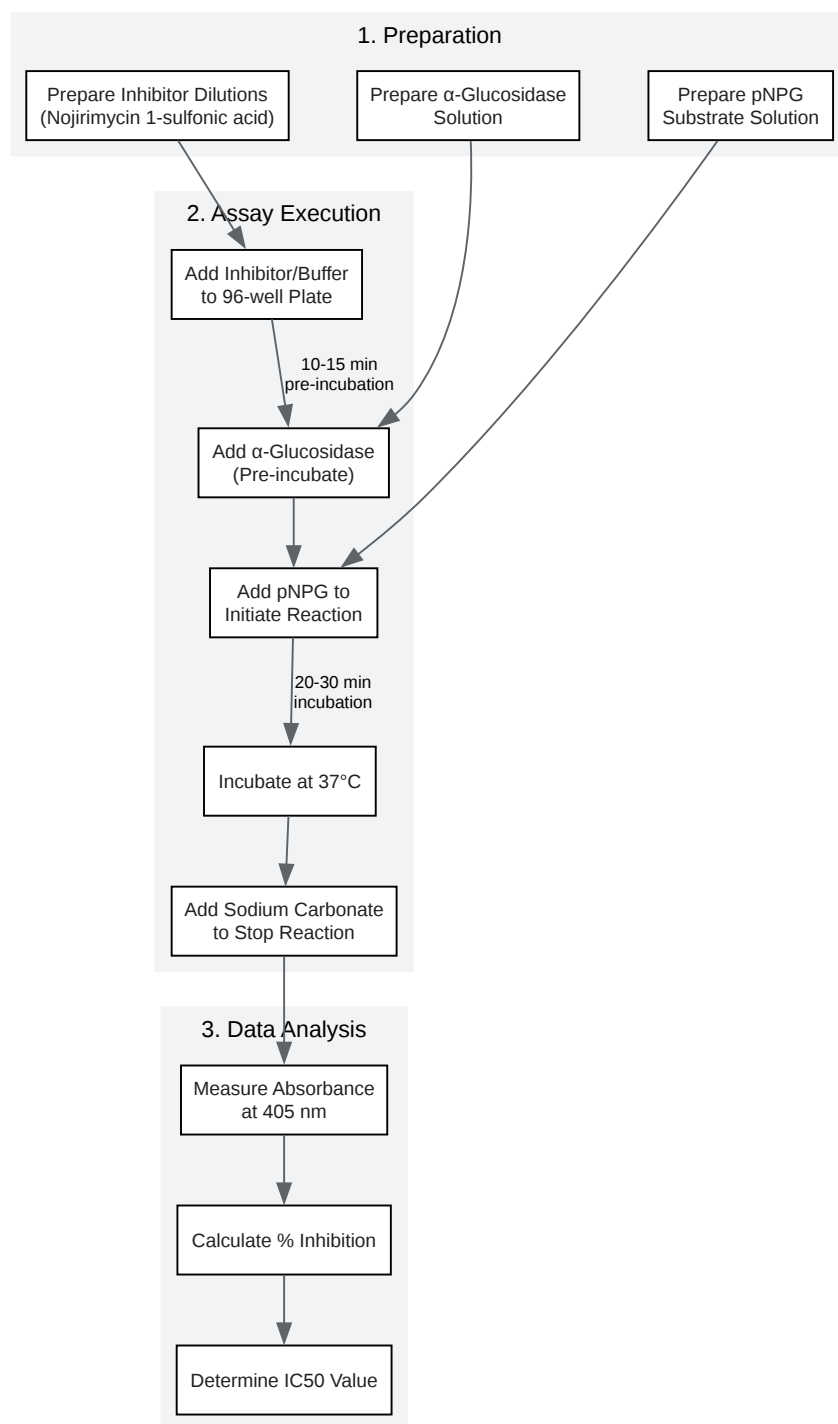 1. Preparation
Prepare Inhibitor Dilutions
(Nojirimycin 1-sulfonic acid)
Prepare α-Glucosidase
Solution
Prepare pNPG
Substrate Solution
2. Assay Execution
Add Inhibitor/Buffer
to 96-well Plate
10-15 min
pre-incubation
Add α-Glucosidase
(Pre-incubate)
Add pNPG to
Initiate Reaction
20-30 min
incubation
Incubate at 37°C
Add Sodium Carbonate
to Stop Reaction
3. Data Analysis
Measure Absorbance
at 405 nm
Calculate % Inhibition
Determine IC50 Value